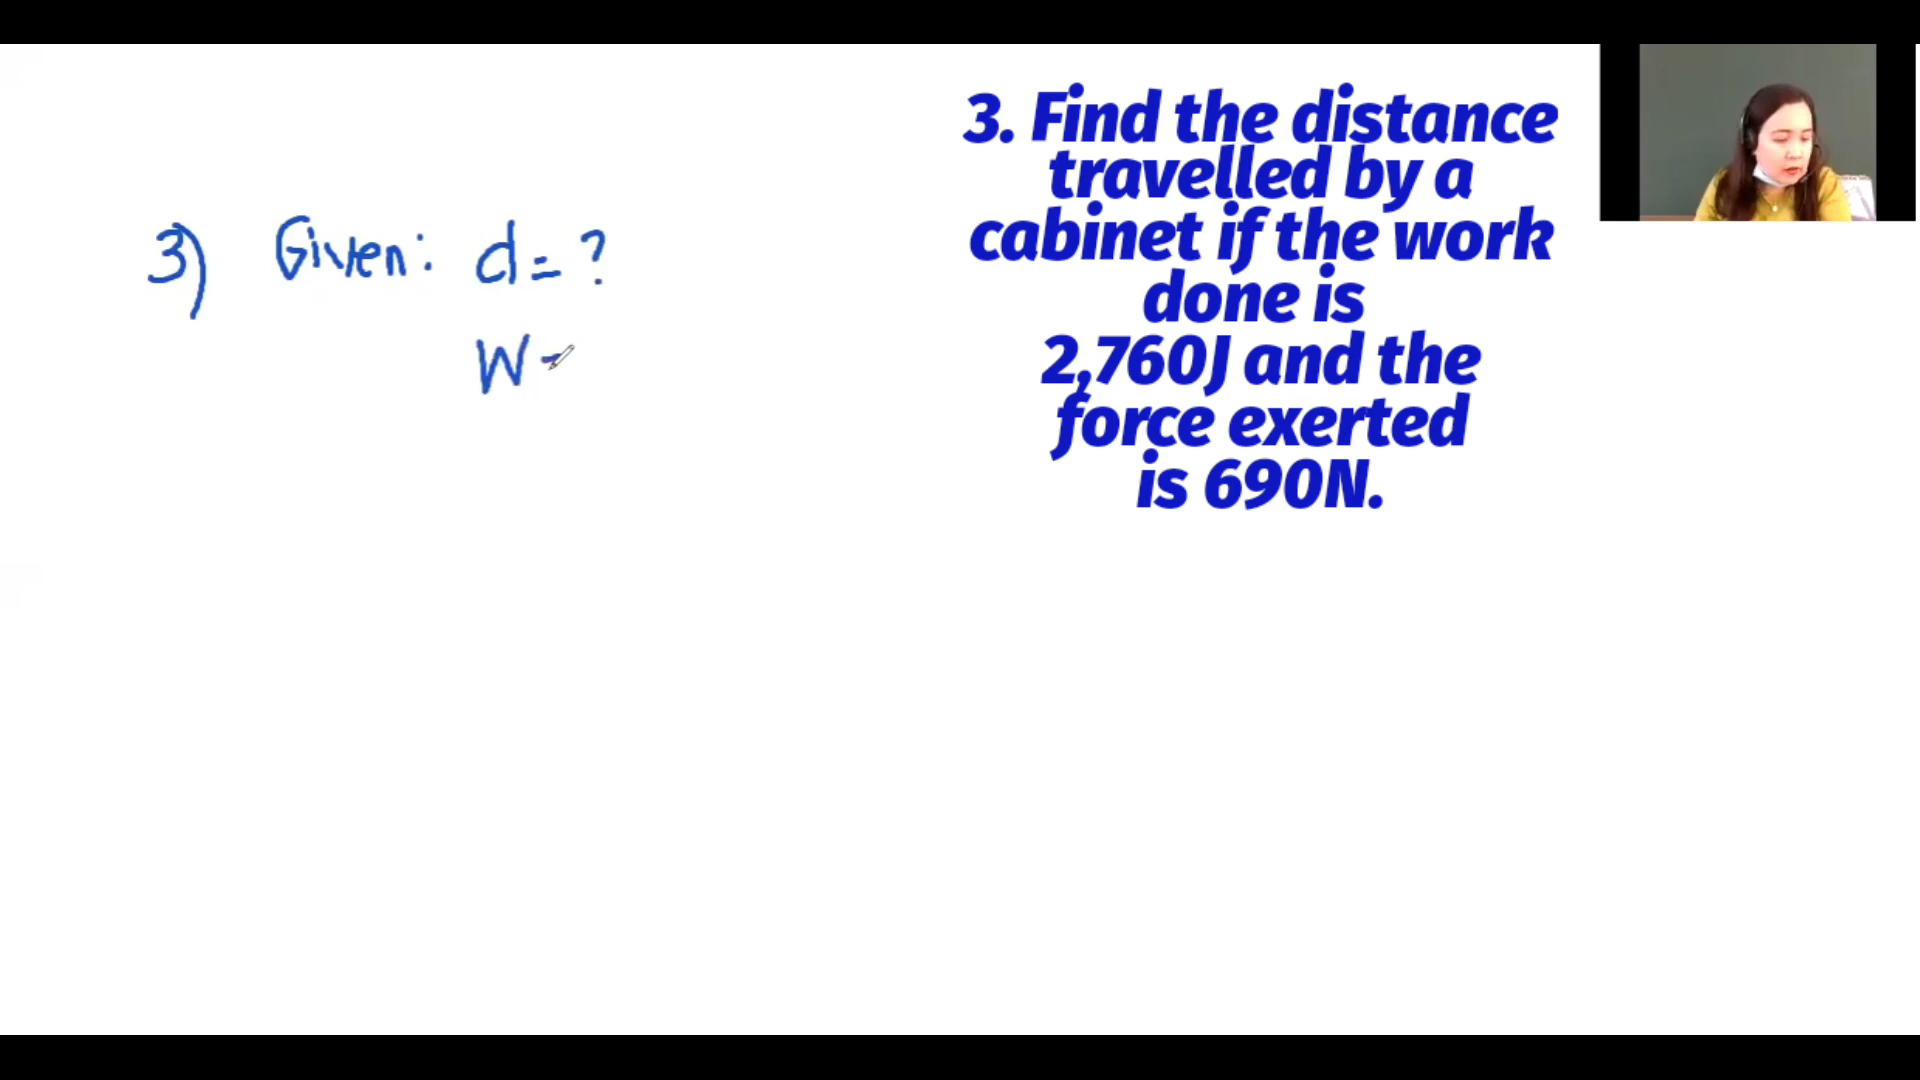 3) Given: d = ?
W =
3. Find the distance
travelled by a
cabinet if the work
done is
2,760J and the
force exerted
is 690N.